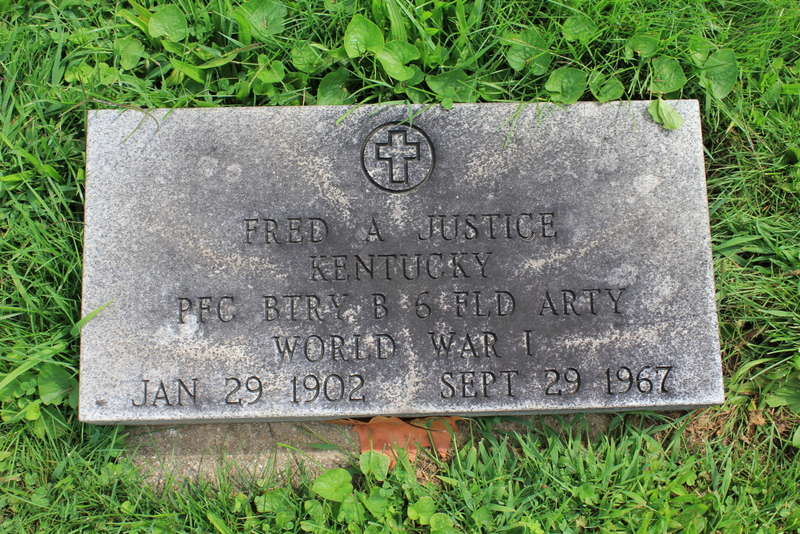 FRED A JUSTICE
KENTUCKY
PFC BTRY B 6 FLD ARTY
WORLD WAR I
JAN 29 1902 SEPT 29 1967